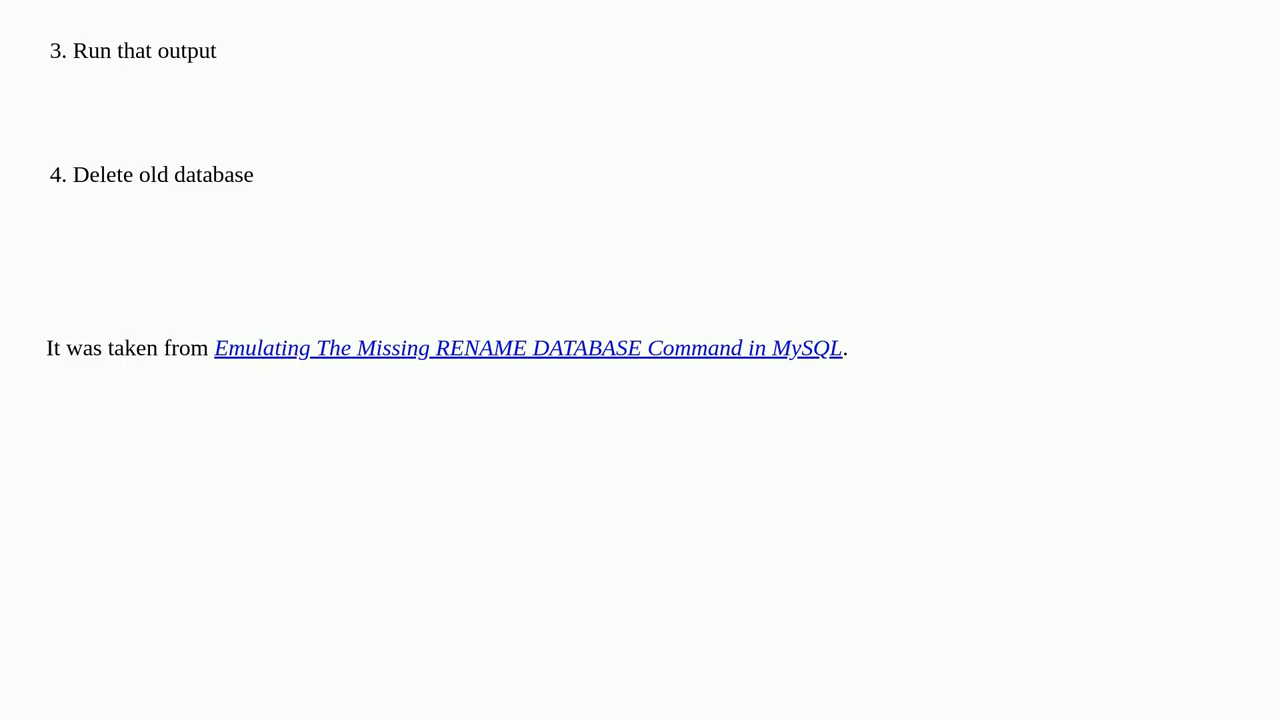 3. Run that output
4. Delete old database
It was taken from Emulating The Missing RENAME DATABASE Command in MySQL.